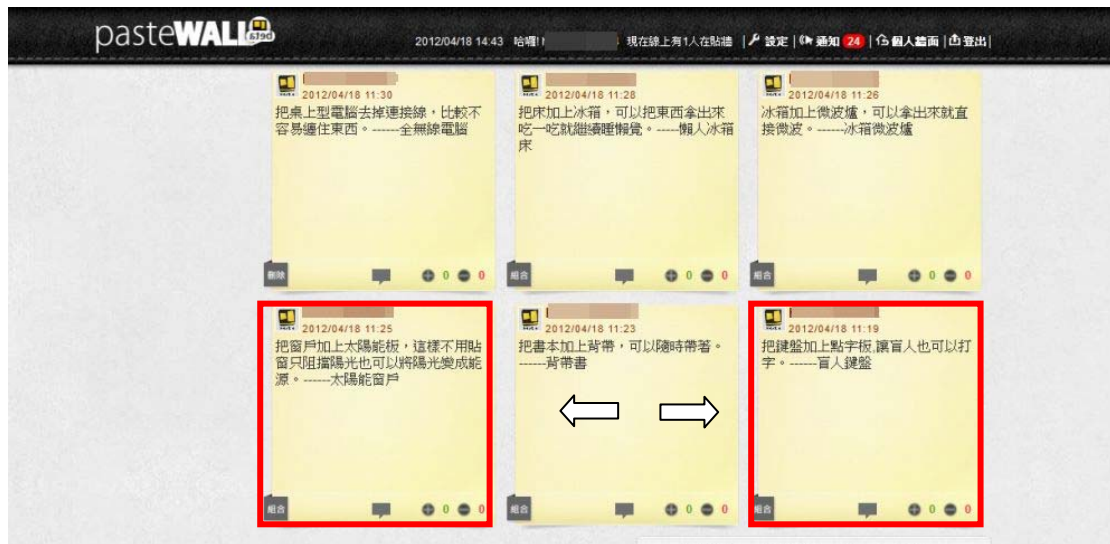 pasteWALL beta
2012/04/18 14:43 哈囉! 現在線上有1人在貼牆 | 設定 | 通知 24 | 個人牆面 | 登出 |
2012/04/18 11:30
把桌上型電腦去掉連接線，比較不
容易纏住東西。------全無線電腦
刪除
0 0
2012/04/18 11:28
把床加上冰箱，可以把東西拿出來
吃一吃就繼續睡懶覺。-----懶人冰箱
床
組合
0 0
2012/04/18 11:26
冰箱加上微波爐，可以拿出來就直
接微波。------冰箱微波爐
組合
0 0
2012/04/18 11:25
把窗戶加上太陽能板，這樣不用貼
窗只阻擋陽光也可以將陽光變成能
源。------太陽能窗戶
組合
0 0
2012/04/18 11:23
把書本加上背帶，可以隨時帶著。
------背帶書
組合
0 0
2012/04/18 11:19
把鍵盤加上點字板,讓盲人也可以打
字。------盲人鍵盤
組合
0 0